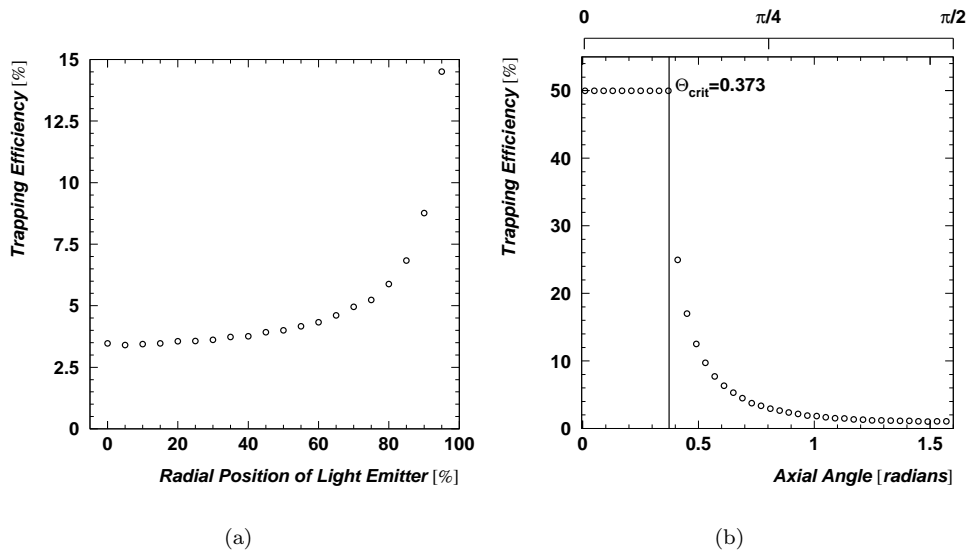 15
12.5
10
7.5
5
2.5
0
0 20 40 60 80 100
Trapping Efficiency [%]
Radial Position of Light Emitter [%]
(a)
0 π/4 π/2
Θcrit=0.373
50
40
30
20
10
0
0 0.5 1 1.5
Trapping Efficiency [%]
Axial Angle [radians]
(b)